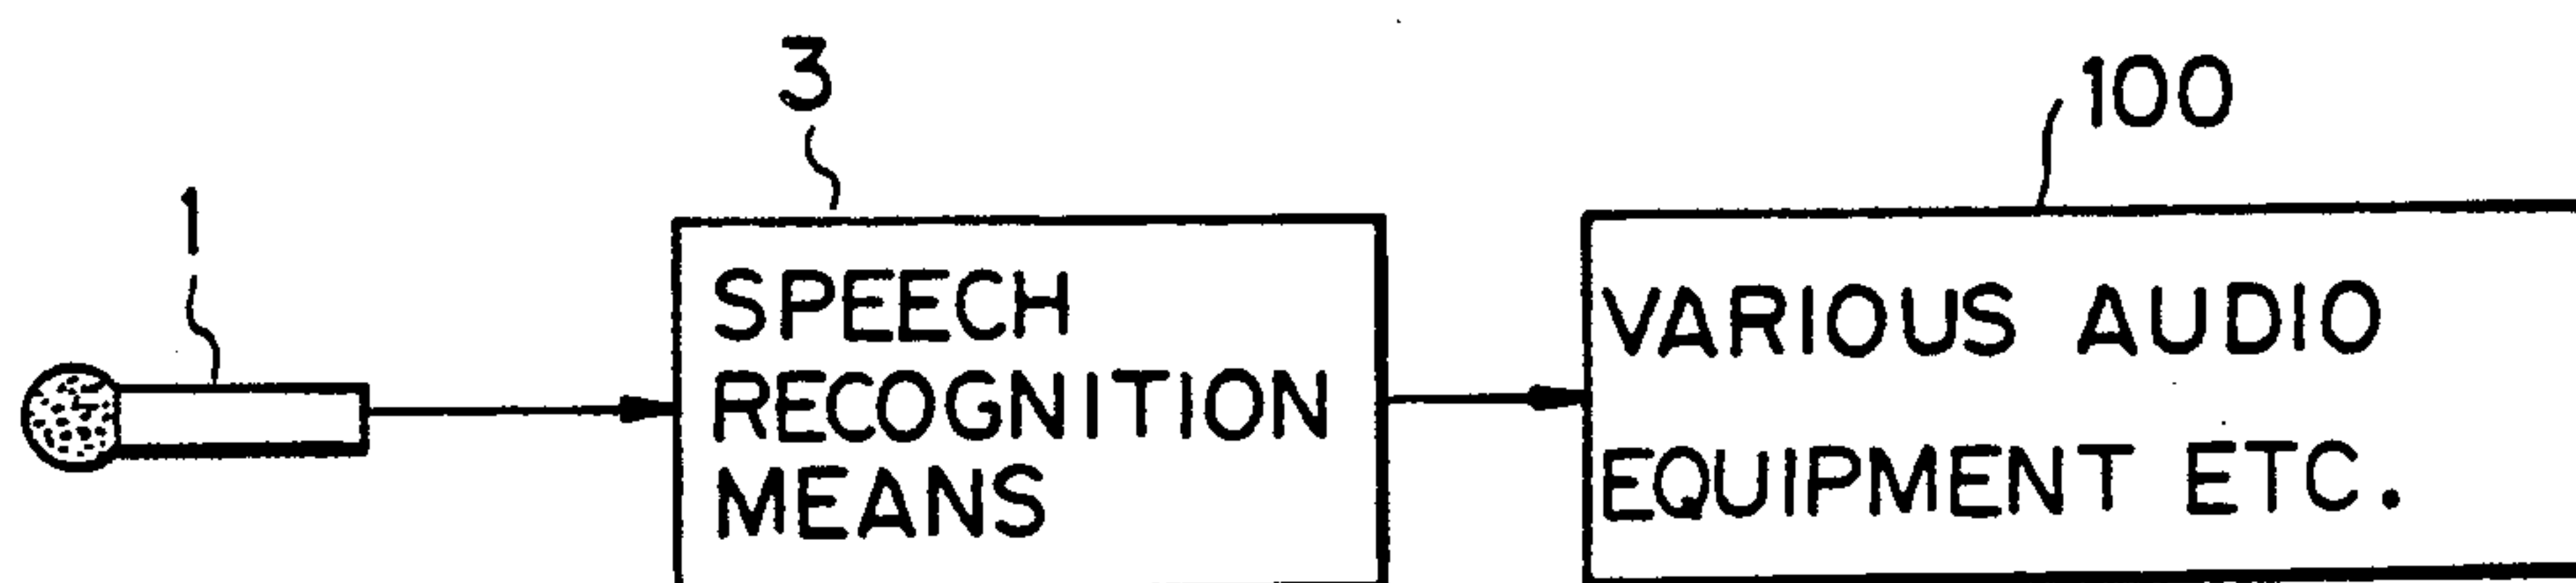 3
100
1
SPEECH
RECOGNITION
MEANS
VARIOUS AUDIO
EQUIPMENT ETC.